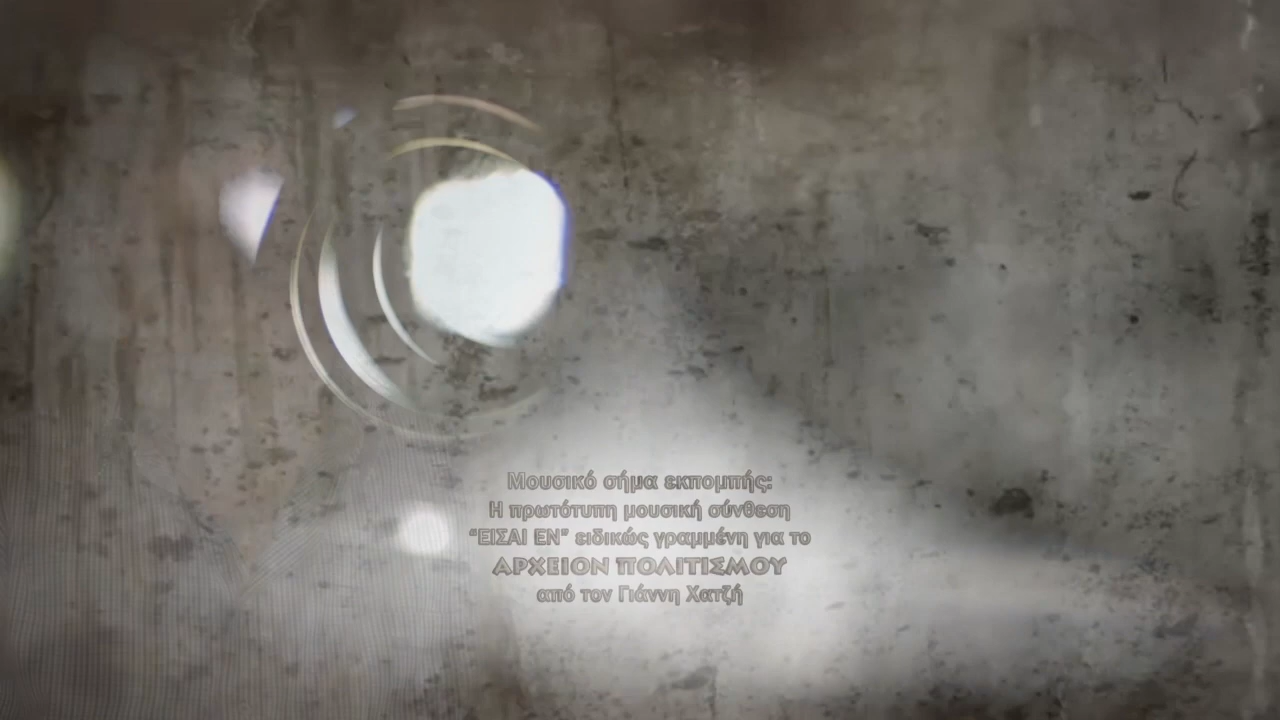 Μουσικό σήμα εκπομπής:
Η πρωτότυπη μουσική σύνθεση
“ΕΙΣΑΙ ΕΝ” ειδικώς γραμμένη για το
ΑΡΧΕΙΟΝ ΠΟΛΙΤΙΣΜΟΥ
από τον Γιάννη Χατζή